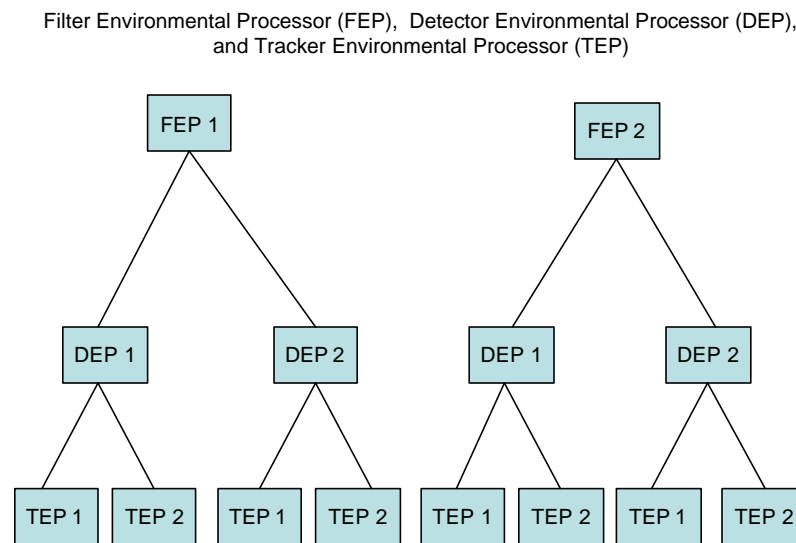 Filter Environmental Processor (FEP),  Detector Environmental Processor (DEP),
and Tracker Environmental Processor (TEP)
FEP 1
FEP 2
DEP 1
DEP 2
DEP 1
DEP 2
TEP 1
TEP 2
TEP 1
TEP 2
TEP 1
TEP 2
TEP 1
TEP 2